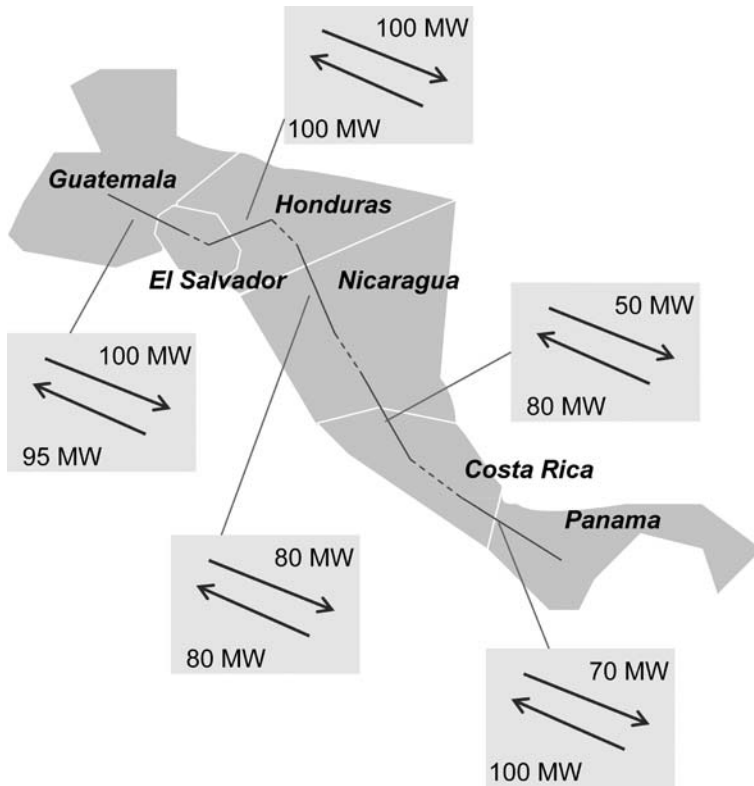 100 MW
100 MW
Guatemala
Honduras
El Salvador
Nicaragua
50 MW
80 MW
100 MW
95 MW
Costa Rica
Panama
80 MW
80 MW
70 MW
100 MW